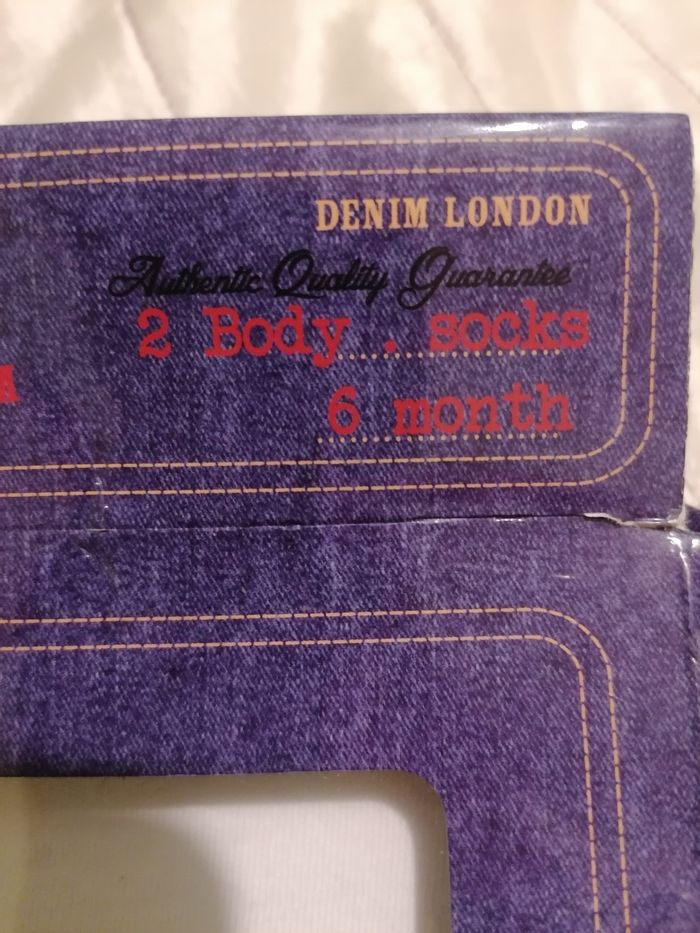 DENIM LONDON
Authentic Quality Guarantee
2 Body . socks
6 month